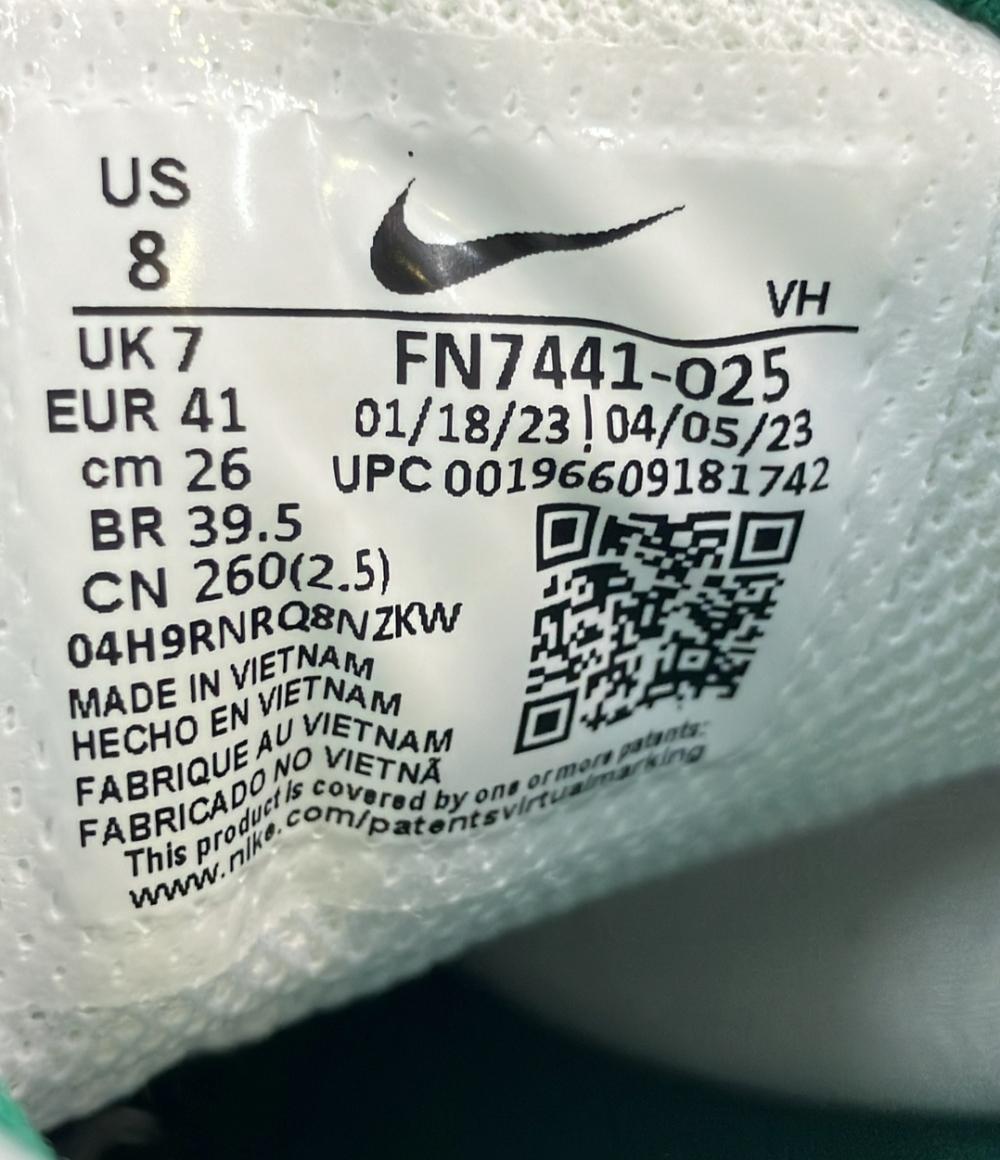 US
8
VH
UK 7
EUR 41
cm 26
BR 39.5
CN 260(2.5)
FN7441-025
01/18/23 | 04/05/23
UPC 00196609181742
04H9RNRQ8NZKW
MADE IN VIETNAM
HECHO EN VIETNAM
FABRIQUE AU VIETNAM
FABRICADO NO VIETNÃ
This product is covered by one or more patents:
www.nike.com/patentsvirtualmarking